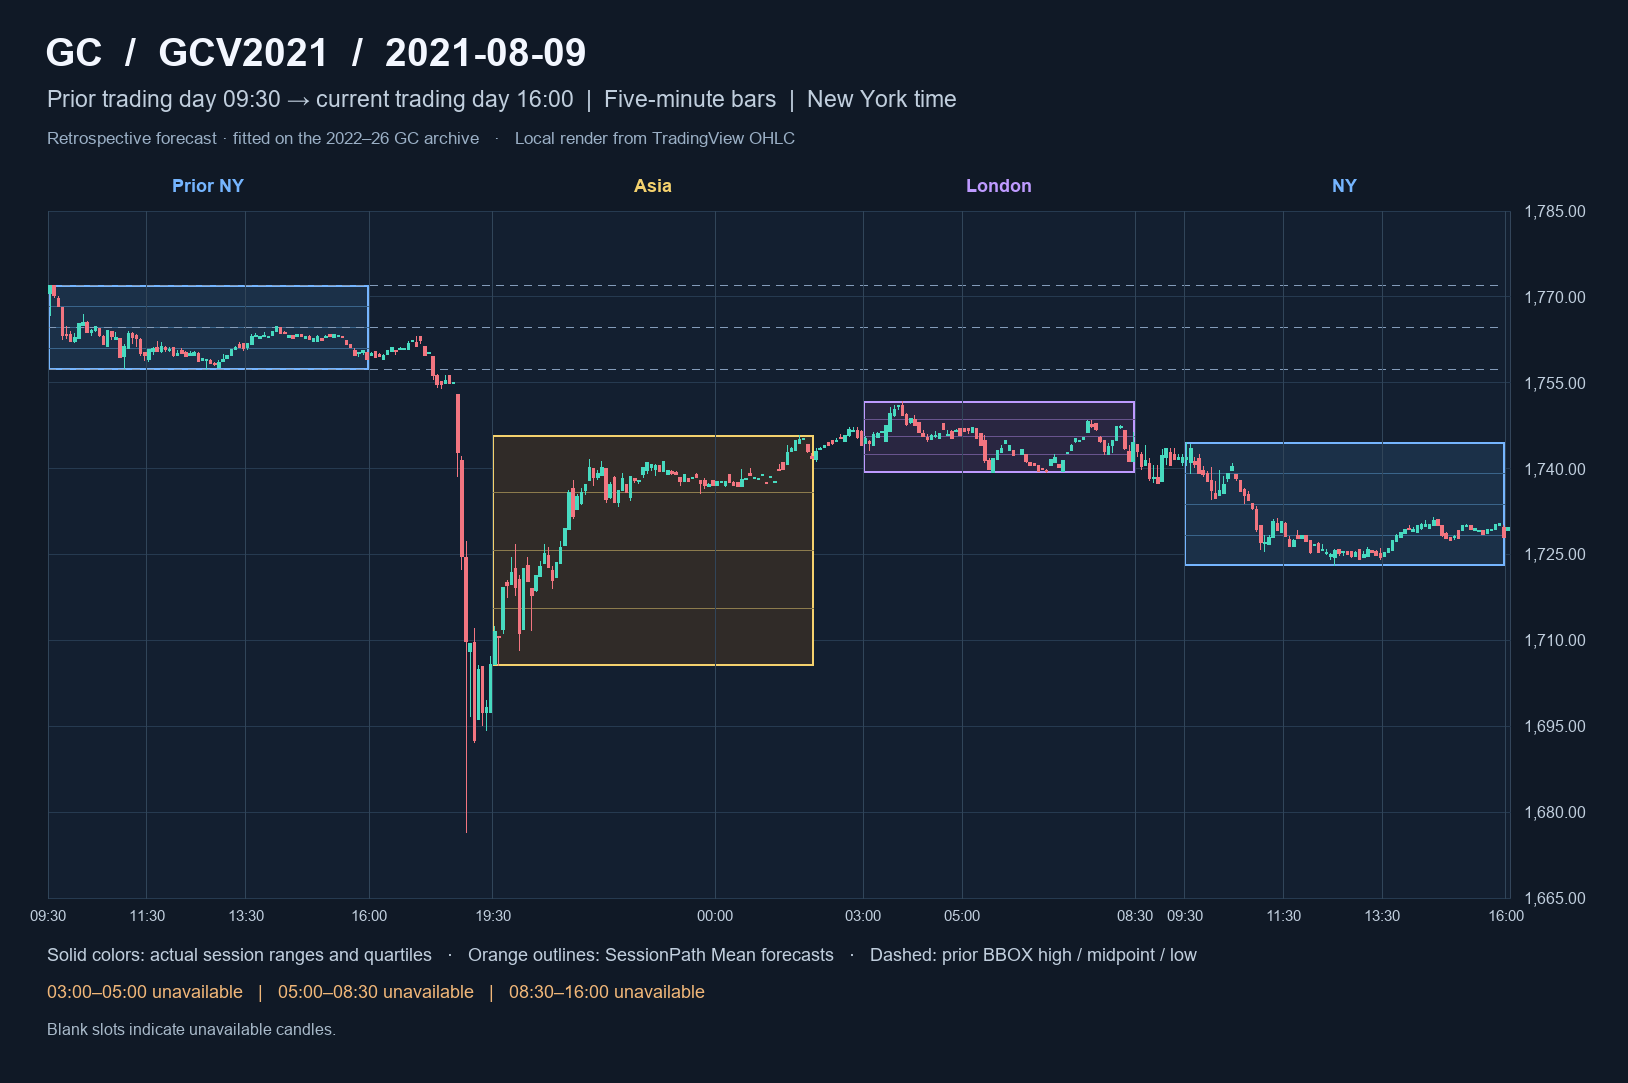 GC / GCV2021 / 2021-08-09
Prior trading day 09:30 → current trading day 16:00 | Five-minute bars | New York time
Retrospective forecast · fitted on the 2022–26 GC archive · Local render from TradingView OHLC
Prior NY Asia London NY
1,785.00
1,770.00
1,755.00
1,740.00
1,725.00
1,710.00
1,695.00
1,680.00
1,665.00
09:30 11:30 13:30 16:00 19:30 00:00 03:00 05:00 08:30 09:30 11:30 13:30 16:00
Solid colors: actual session ranges and quartiles · Orange outlines: SessionPath Mean forecasts · Dashed: prior BBOX high / midpoint / low
03:00–05:00 unavailable | 05:00–08:30 unavailable | 08:30–16:00 unavailable
Blank slots indicate unavailable candles.